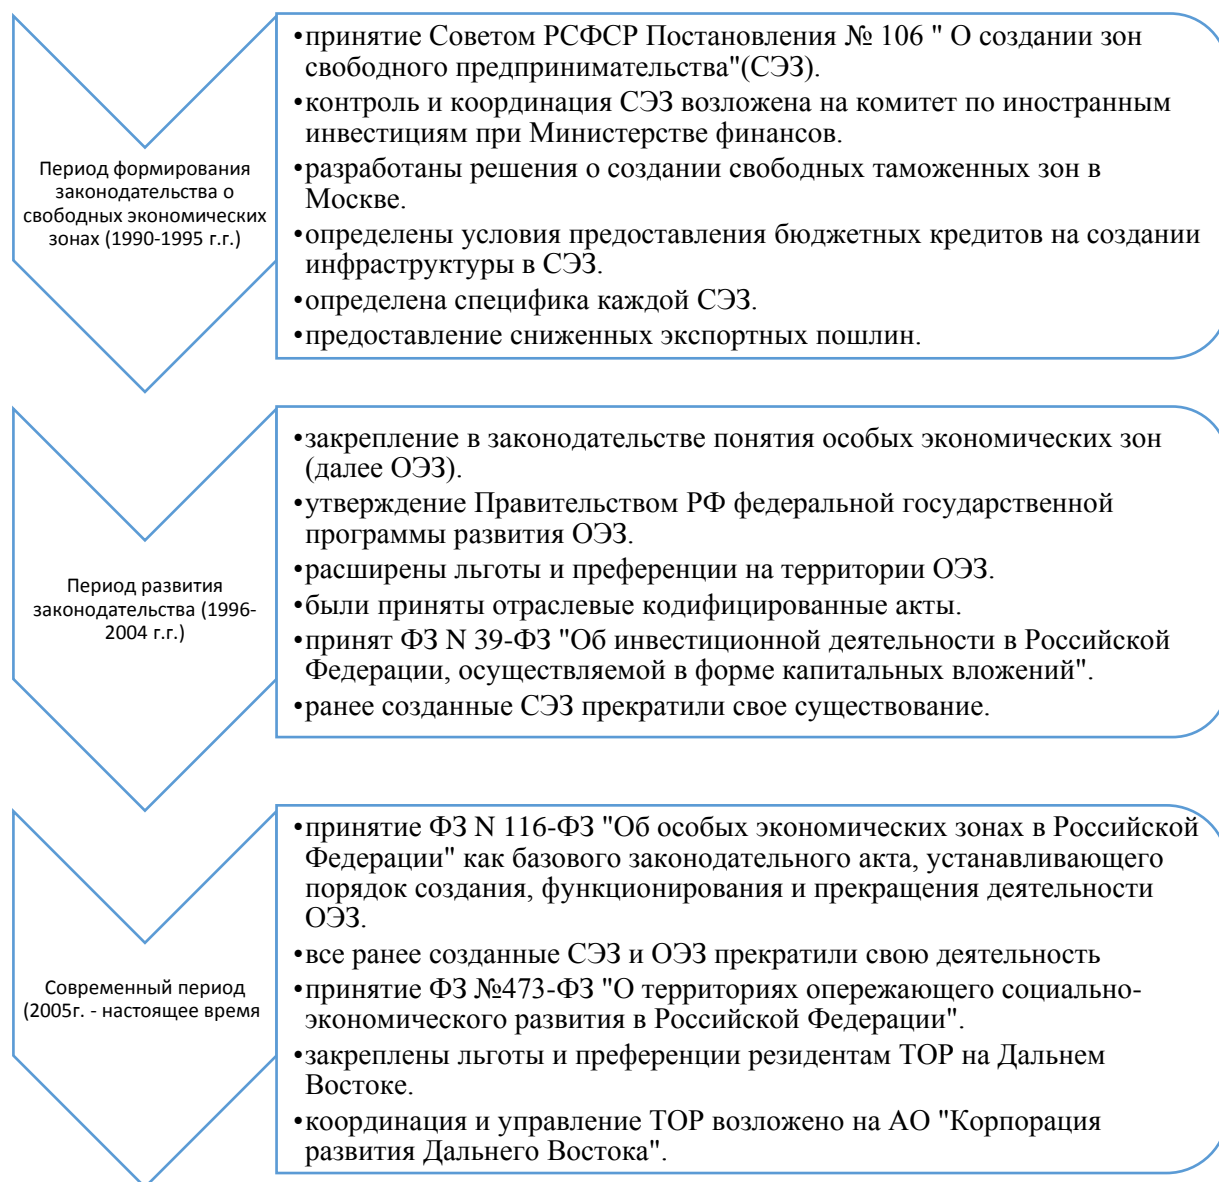 Период формирования
законодательства о
свободных экономических
зонах (1990-1995 г.г.)
•принятие Советом РСФСР Постановления № 106 " О создании зон
свободного предпринимательства"(СЭЗ).
•контроль и координация СЭЗ возложена на комитет по иностранным
инвестициям при Министерстве финансов.
•разработаны решения о создании свободных таможенных зон в
Москве.
•определены условия предоставления бюджетных кредитов на создании
инфраструктуры в СЭЗ.
•определена специфика каждой СЭЗ.
•предоставление сниженных экспортных пошлин.
Период развития
законодательства (1996-
2004 г.г.)
•закрепление в законодательстве понятия особых экономических зон
(далее ОЭЗ).
•утверждение Правительством РФ федеральной государственной
программы развития ОЭЗ.
•расширены льготы и преференции на территории ОЭЗ.
•были приняты отраслевые кодифицированные акты.
•принят ФЗ N 39-ФЗ "Об инвестиционной деятельности в Российской
Федерации, осуществляемой в форме капитальных вложений".
•ранее созданные СЭЗ прекратили свое существование.
Современный период
(2005г. - настоящее время
•принятие ФЗ N 116-ФЗ "Об особых экономических зонах в Российской
Федерации" как базового законодательного акта, устанавливающего
порядок создания, функционирования и прекращения деятельности
ОЭЗ.
•все ранее созданные СЭЗ и ОЭЗ прекратили свою деятельность
•принятие ФЗ №473-ФЗ "О территориях опережающего социально-
экономического развития в Российской Федерации".
•закреплены льготы и преференции резидентам ТОР на Дальнем
Востоке.
•координация и управление ТОР возложено на АО "Корпорация
развития Дальнего Востока".